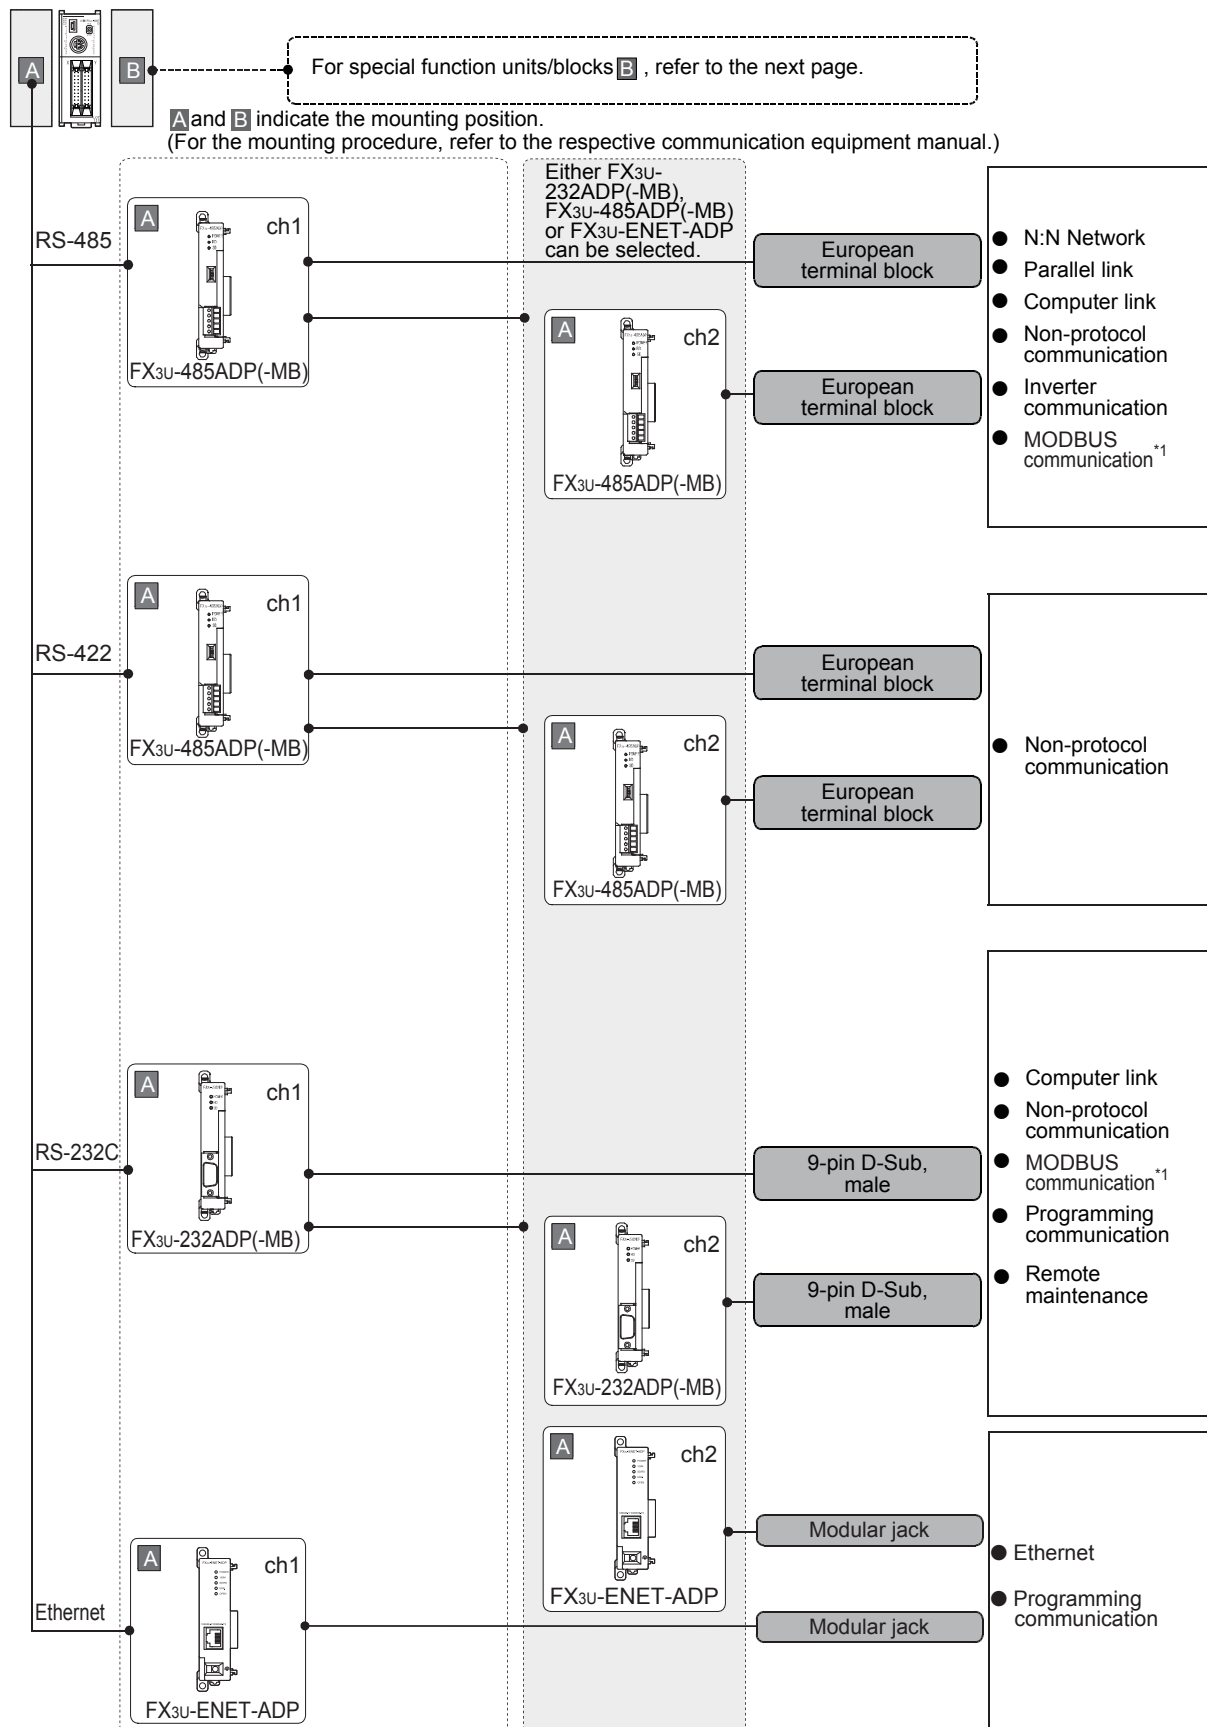 A
B
For special function units/blocks B , refer to the next page.
A and B indicate the mounting position.
(For the mounting procedure, refer to the respective communication equipment manual.)
Either FX3U-
232ADP(-MB),
FX3U-485ADP(-MB)
or FX3U-ENET-ADP
can be selected.
RS-485
A
ch1
FX3U-485ADP(-MB)
European
terminal block
A
ch2
FX3U-485ADP(-MB)
European
terminal block
● N:N Network
● Parallel link
● Computer link
● Non-protocol
communication
● Inverter
communication
● MODBUS
communication*1
RS-422
A
ch1
FX3U-485ADP(-MB)
European
terminal block
A
ch2
FX3U-485ADP(-MB)
European
terminal block
● Non-protocol
communication
RS-232C
A
ch1
FX3U-232ADP(-MB)
9-pin D-Sub,
male
A
ch2
FX3U-232ADP(-MB)
9-pin D-Sub,
male
● Computer link
● Non-protocol
communication
● MODBUS
communication*1
● Programming
communication
● Remote
maintenance
A
ch2
FX3U-ENET-ADP
Modular jack
Ethernet
A
ch1
FX3U-ENET-ADP
Modular jack
● Ethernet
● Programming
communication